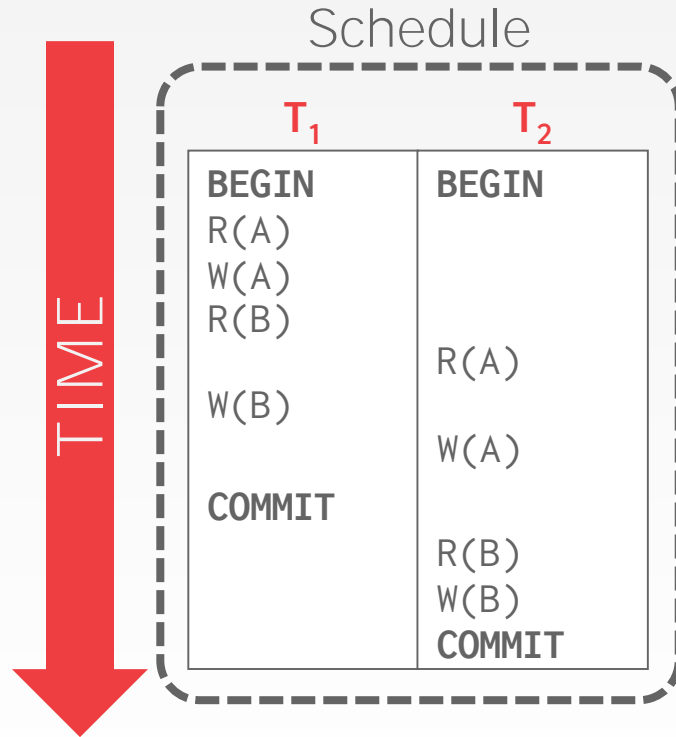 Schedule
TIME
T1 T2
BEGIN BEGIN
R(A)
W(A)
R(B)
R(A)
W(B)
W(A)
COMMIT
R(B)
W(B)
COMMIT